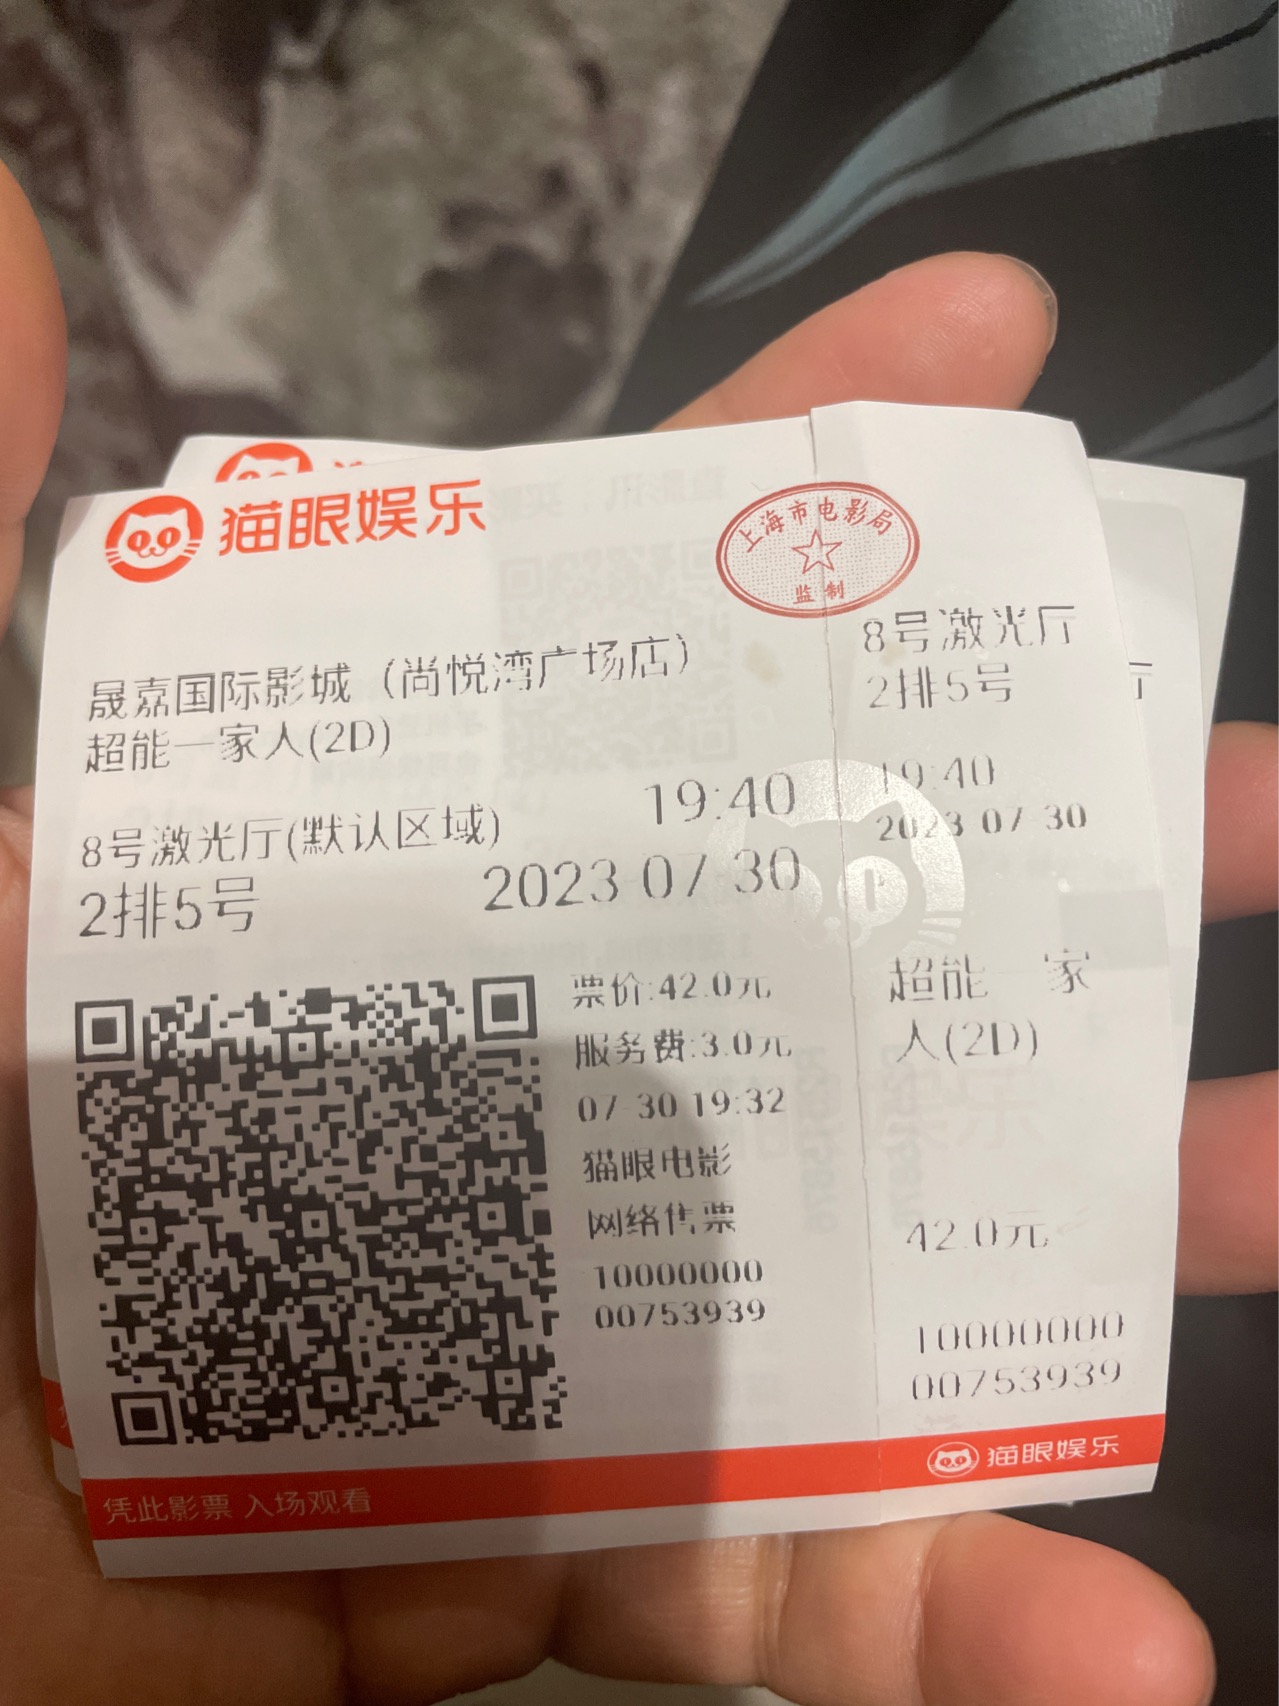 猫眼娱乐
上海市电影局
监制
晟嘉国际影城（尚悦湾广场店）
超能一家人(2D)
19:40
8号激光厅(默认区域)
2023 07 30
2排5号
票价:42.0元
服务费:3.0元
07 30 19:32
猫眼电影
网络售票
10000000
00753939
凭此影票 入场观看
8号激光厅
2排5号
19:40
2023 07 30
超能一家
人(2D)
42.0元
10000000
00753939
猫眼娱乐